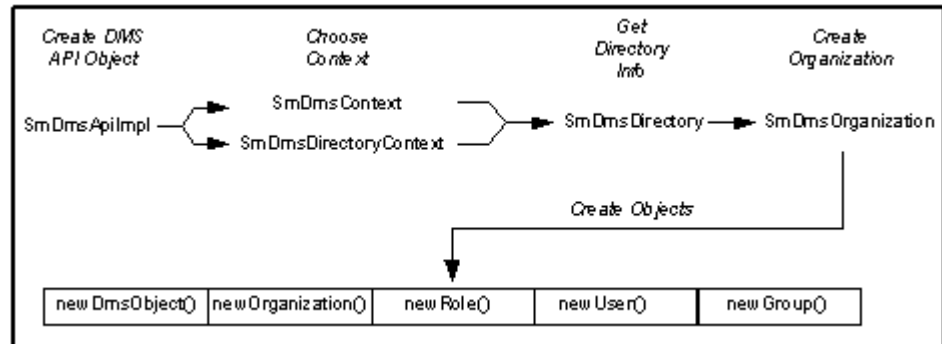 Create DMS
API Object
Choose
Context
Get
Directory
Info
Create
Organization
SmDmsApiImpl
SmDmsContext
SmDmsDirectoryContext
SmDmsDirectory
SmDmsOrganization
Create Objects
new DmsObject()
newOrganization()
new Role()
new User()
new Group()